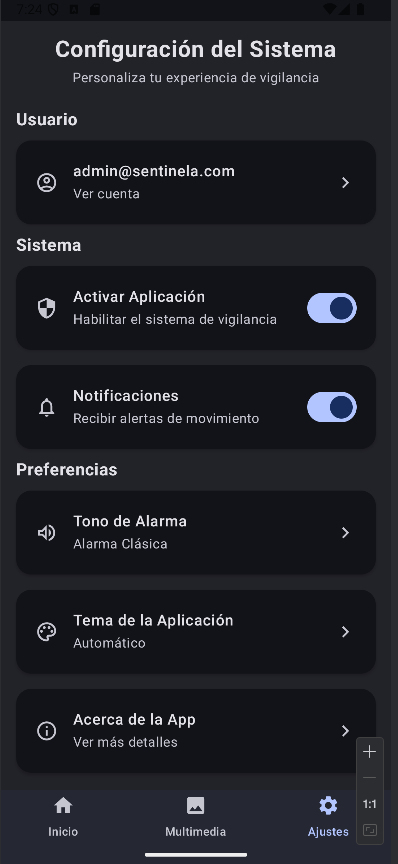 7:24
Configuración del Sistema
Personaliza tu experiencia de vigilancia
Usuario
admin@sentinela.com
Ver cuenta
Sistema
Activar Aplicación
Habilitar el sistema de vigilancia
Notificaciones
Recibir alertas de movimiento
Preferencias
Tono de Alarma
Alarma Clásica
Tema de la Aplicación
Automático
Acerca de la App
Ver más detalles
1:1
Inicio
Multimedia
Ajustes